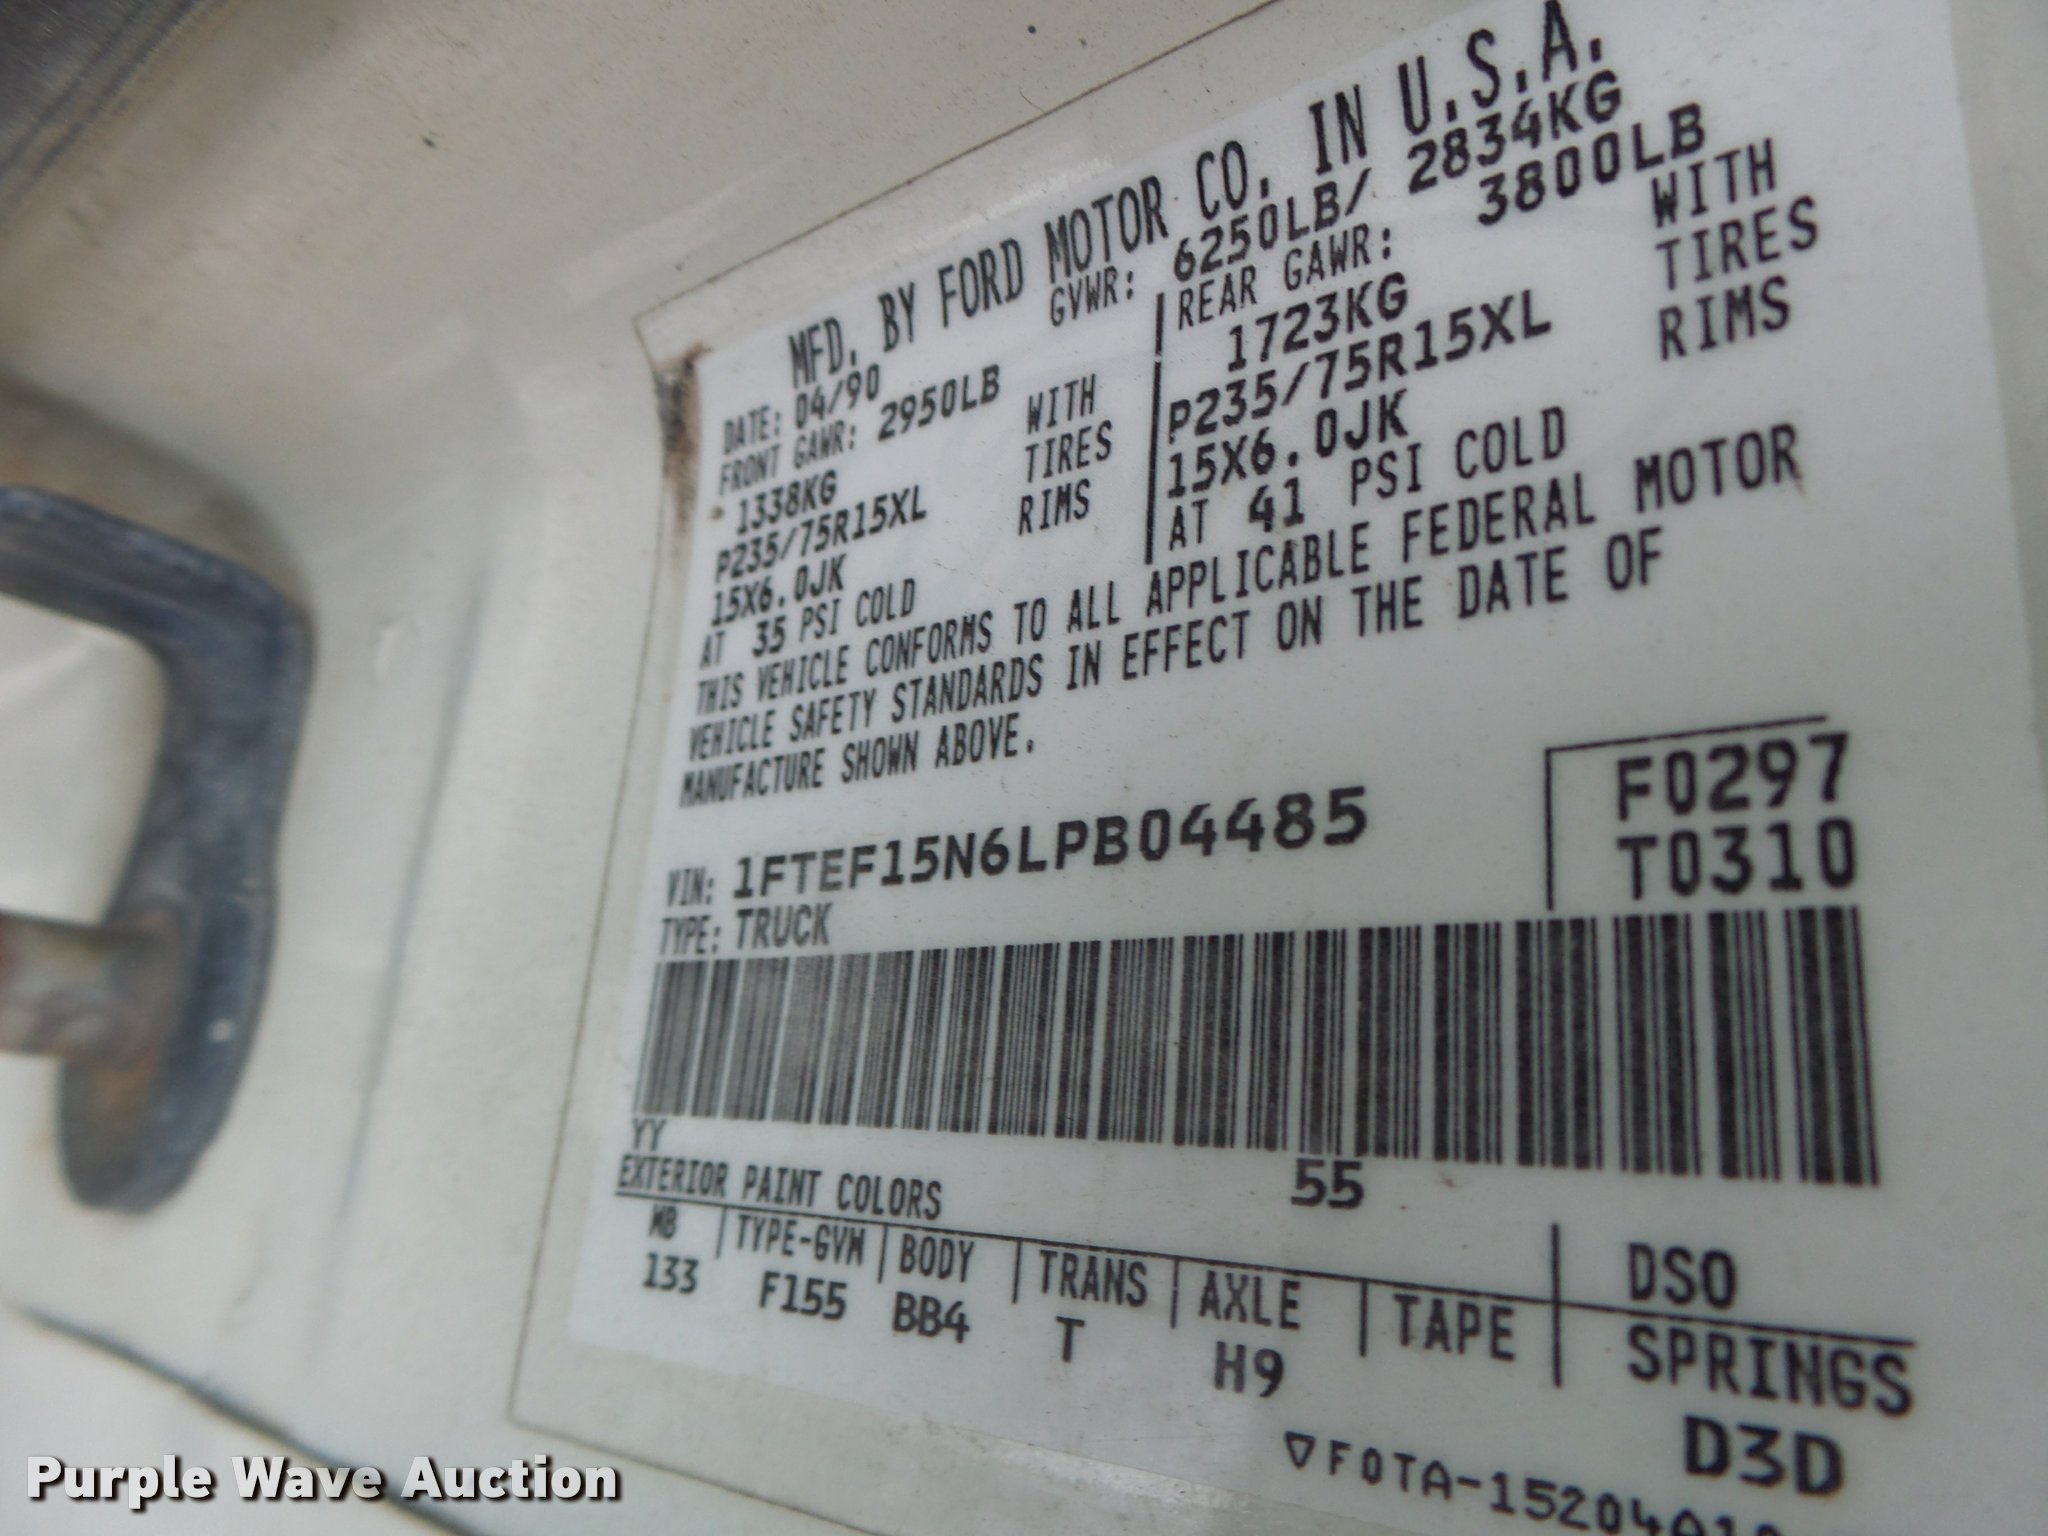 MFD. BY FORD MOTOR CO. IN U.S.A.
DATE: 04/90 GVWR: 6250LB/ 2834KG
FRONT GAWR: 2950LB REAR GAWR: 3800LB
1338KG WITH 1723KG WITH
P235/75R15XL TIRES P235/75R15XL TIRES
15X6.0JK RIMS 15X6.0JK RIMS
AT 35 PSI COLD AT 41 PSI COLD
THIS VEHICLE CONFORMS TO ALL APPLICABLE FEDERAL MOTOR
VEHICLE SAFETY STANDARDS IN EFFECT ON THE DATE OF
MANUFACTURE SHOWN ABOVE.
F0297
VIN: 1FTEF15N6LPB04485 T0310
TYPE: TRUCK
YY 55
EXTERIOR PAINT COLORS DSO
WB TYPE-GVM BODY TRANS AXLE TAPE SPRINGS
133 F155 BB4 T H9 D3D
▽F0TA-15204A10
Purple Wave Auction